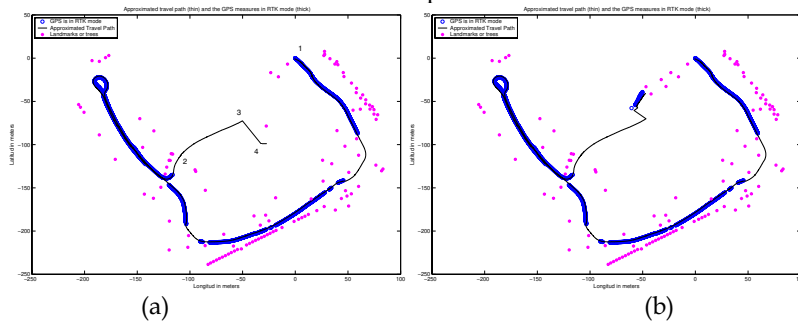 Approximated travel path (thin) and the GPS measures in RTK mode (thick)
GPS is in RTK mode
Approximated Travel Path
Landmarks or trees
1
2
3
4
50
0
−50
−100
−150
−200
−250
−250
−200
−150
−100
−50
0
50
100
Latitud in meters
Longitud in meters
(a)
Approximated travel path (thin) and the GPS measures in RTK mode (thick)
GPS is in RTK mode
Approximated Travel Path
Landmarks or trees
50
0
−50
−100
−150
−200
−250
−250
−200
−150
−100
−50
0
50
100
Latitud in meters
Longitud in meters
(b)